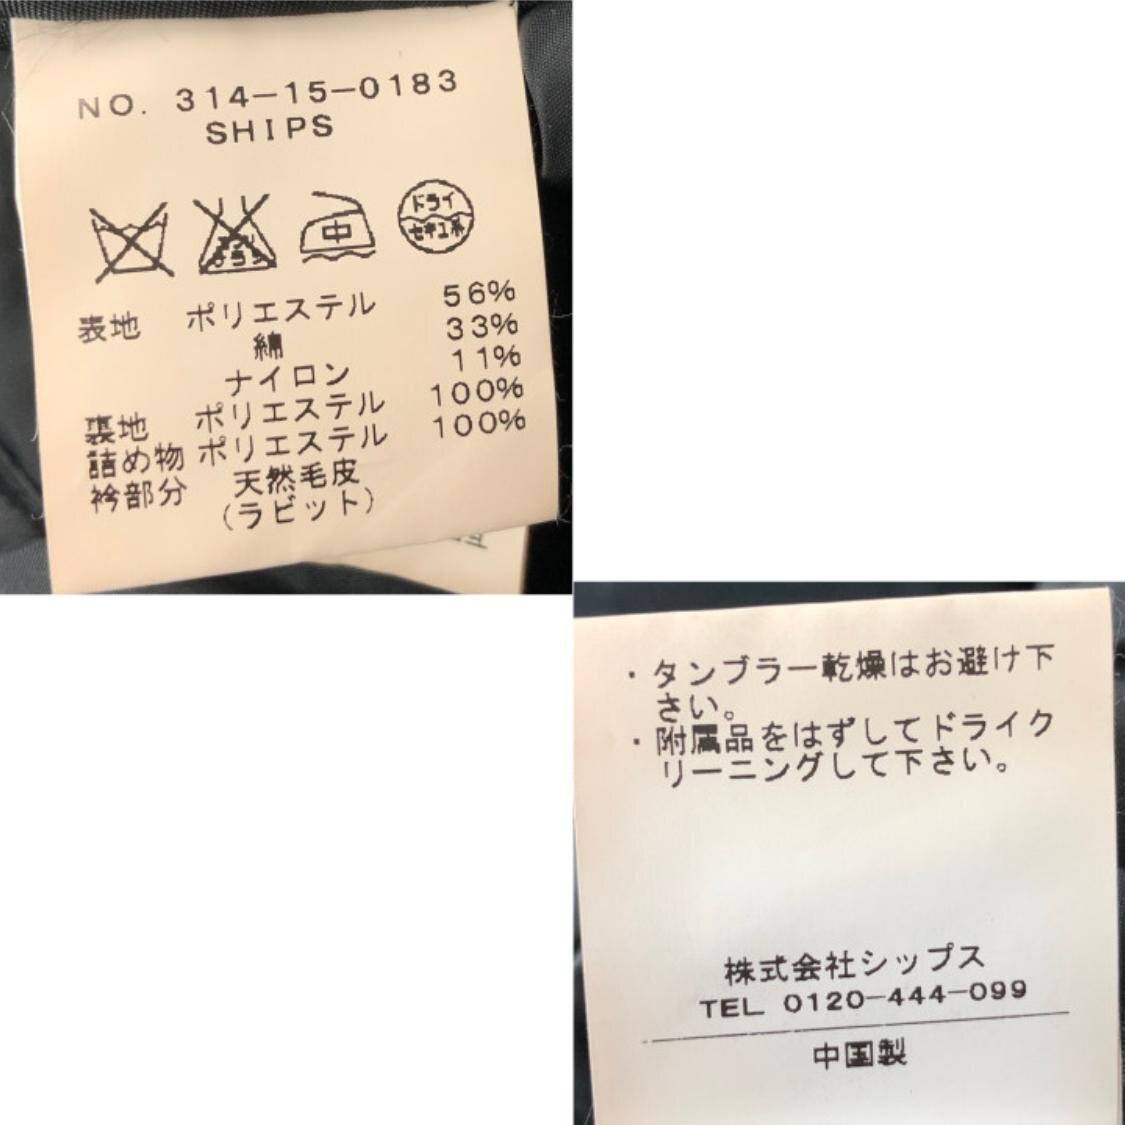 NO. 314-15-0183
SHIPS
中 ドライ セキユ系
表地 ポリエステル 56%
綿 33%
ナイロン 11%
裏地 ポリエステル 100%
詰め物 ポリエステル 100%
衿部分 天然毛皮
(ラビット)
・タンブラー乾燥はお避け下
さい。
・附属品をはずしてドライク
リーニングして下さい。
株式会社シップス
TEL 0120-444-099
中国製